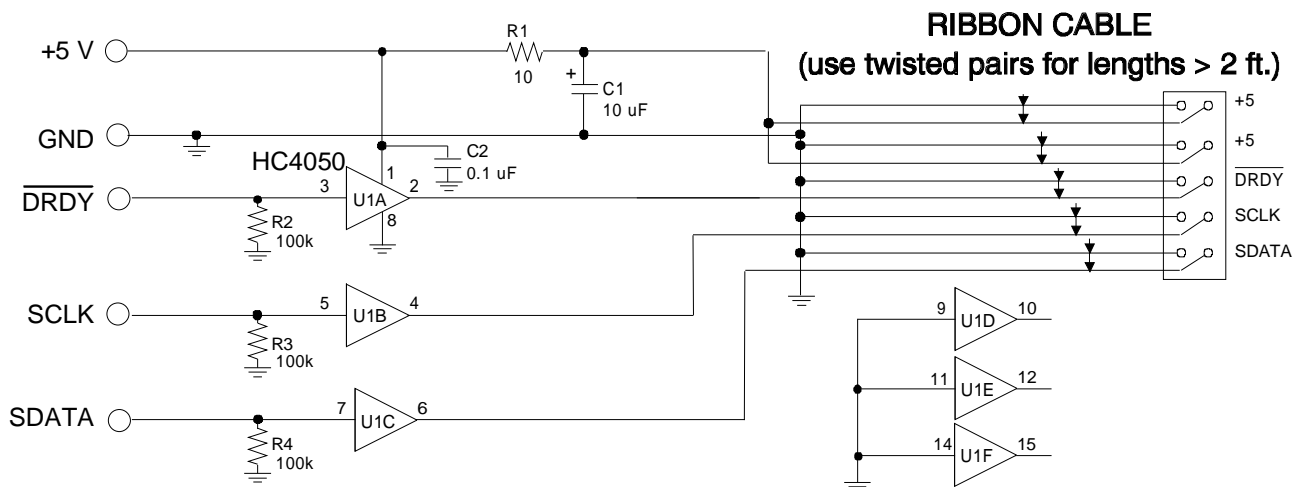 RIBBON CABLE
(use twisted pairs for lengths > 2 ft.)
+5 V
R1
10
+
C1
10 uF
+5
GND
+5
HC4050
C2
0.1 uF
1
DRDY
3
U1A
2
8
DRDY
R2
100k
SCLK
SDATA
SCLK
5
U1B
4
R3
100k
9
U1D
10
11
U1E
12
SDATA
7
U1C
6
R4
100k
14
U1F
15